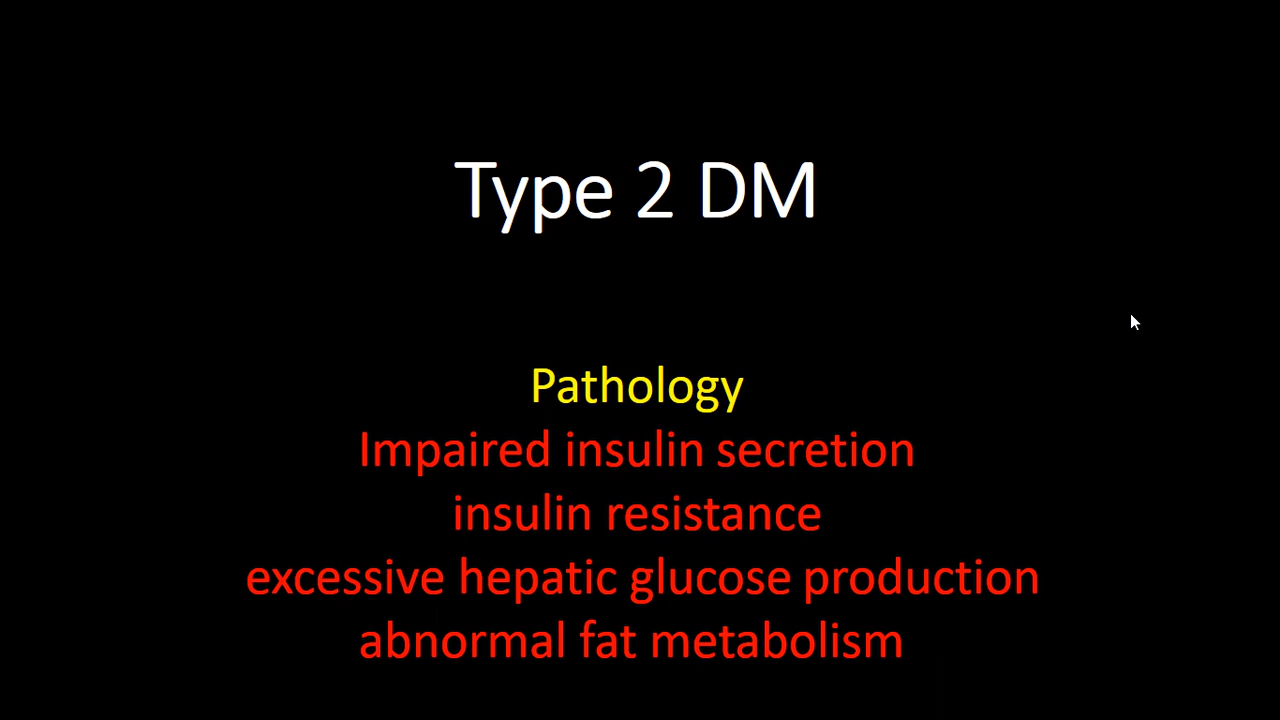 Type 2 DM
Pathology
Impaired insulin secretion
insulin resistance
excessive hepatic glucose production
abnormal fat metabolism